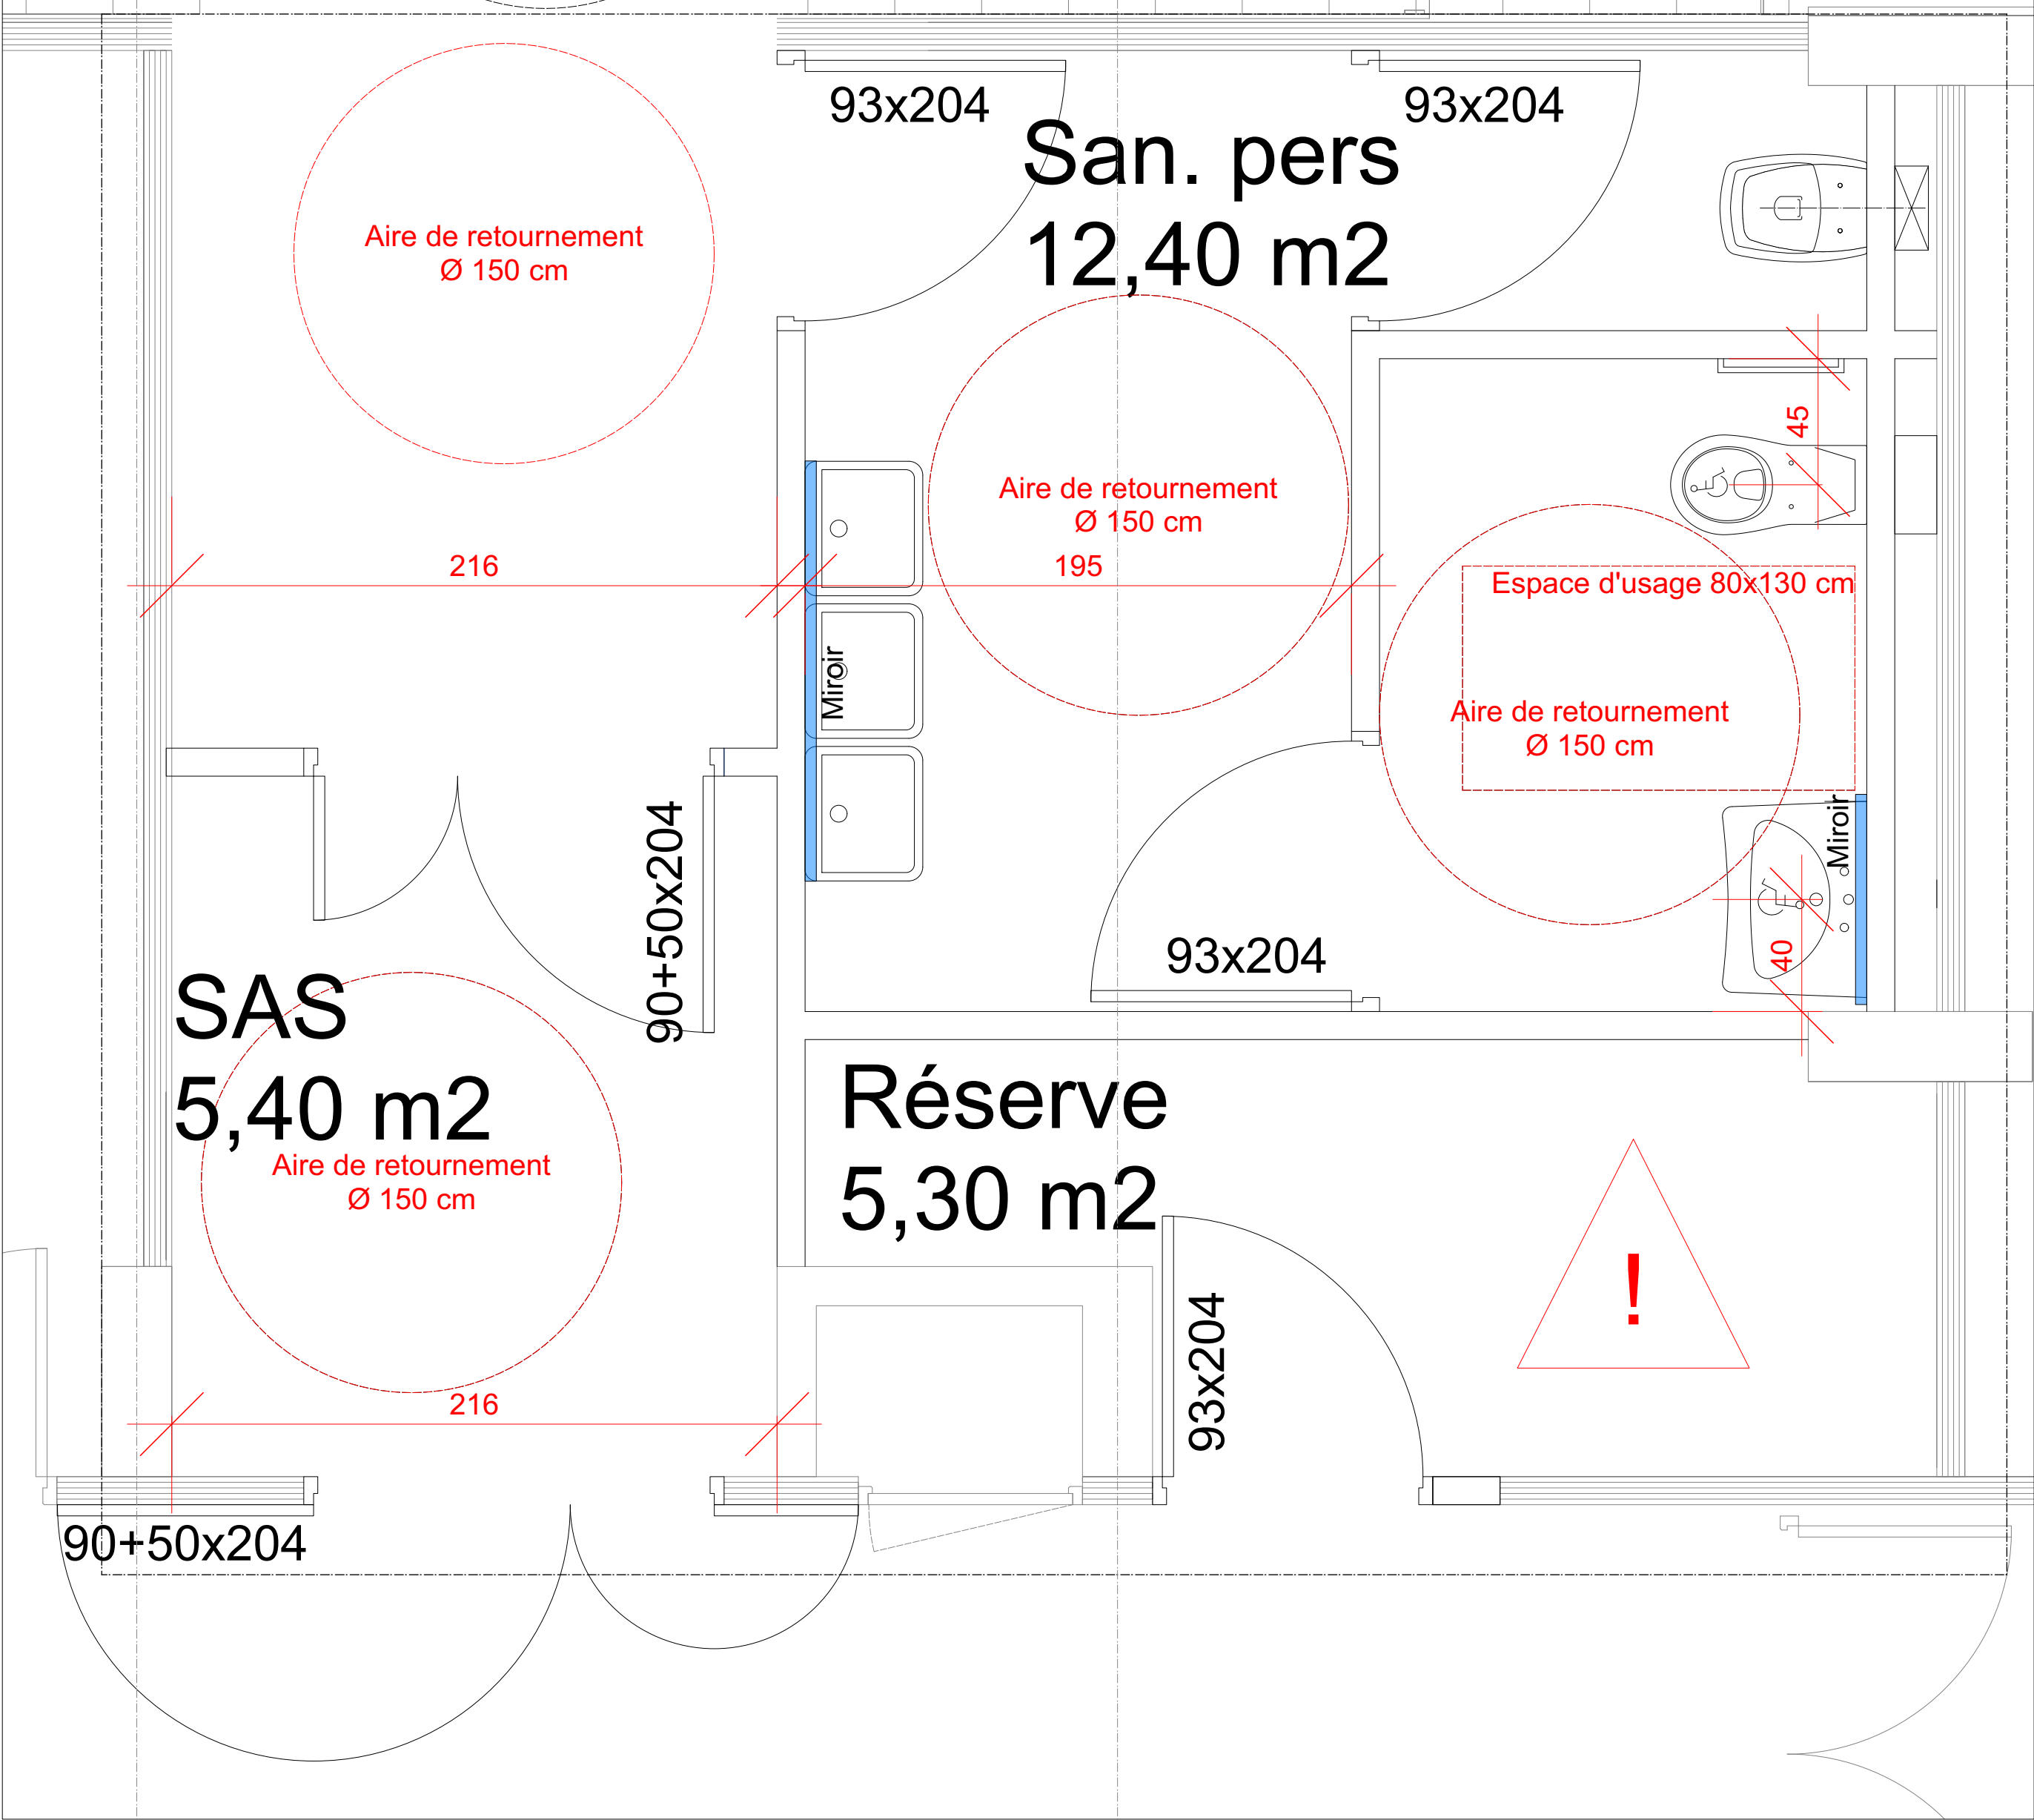 93x204
93x204
San. pers
12,40 m2
Aire de retournement
Ø 150 cm
45
Aire de retournement
Ø 150 cm
216
195
Espace d'usage 80x130 cm
Miroir
Aire de retournement
Ø 150 cm
Miroir
90+50x204
93x204
40
SAS
5,40 m2
Aire de retournement
Ø 150 cm
Réserve
5,30 m2
!
93x204
216
90+50x204